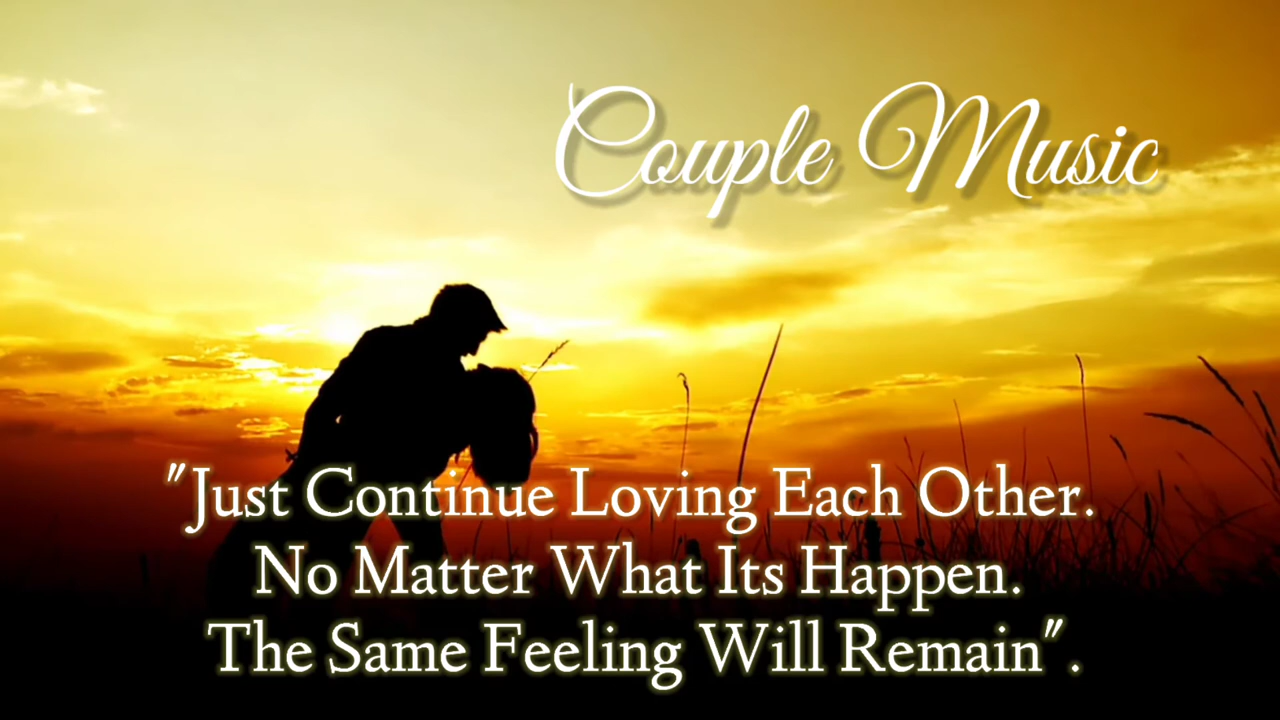 Couple Music
"Just Continue Loving Each Other.
No Matter What Its Happen.
The Same Feeling Will Remain".